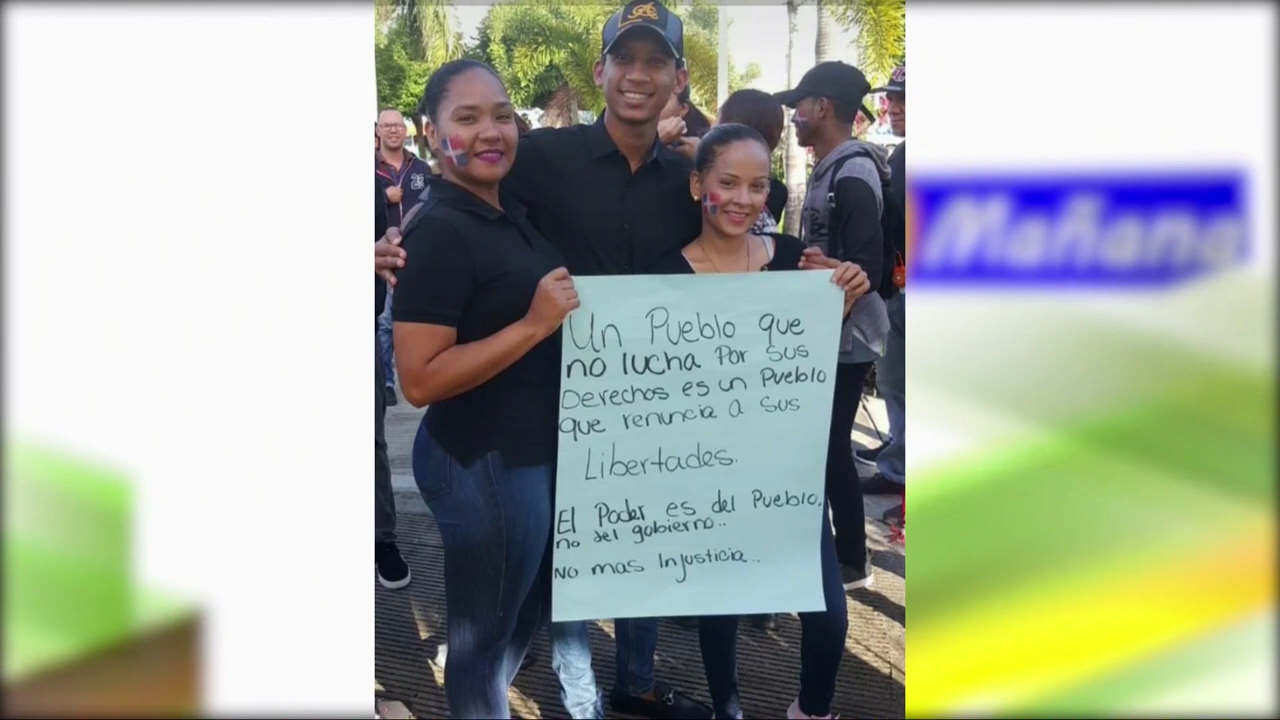 Mañana
Un Pueblo que
no lucha Por sus
Derechos es un Pueblo
que renuncia a sus
Libertades.
El Poder es del Pueblo,
no del gobierno..
No mas Injusticia..